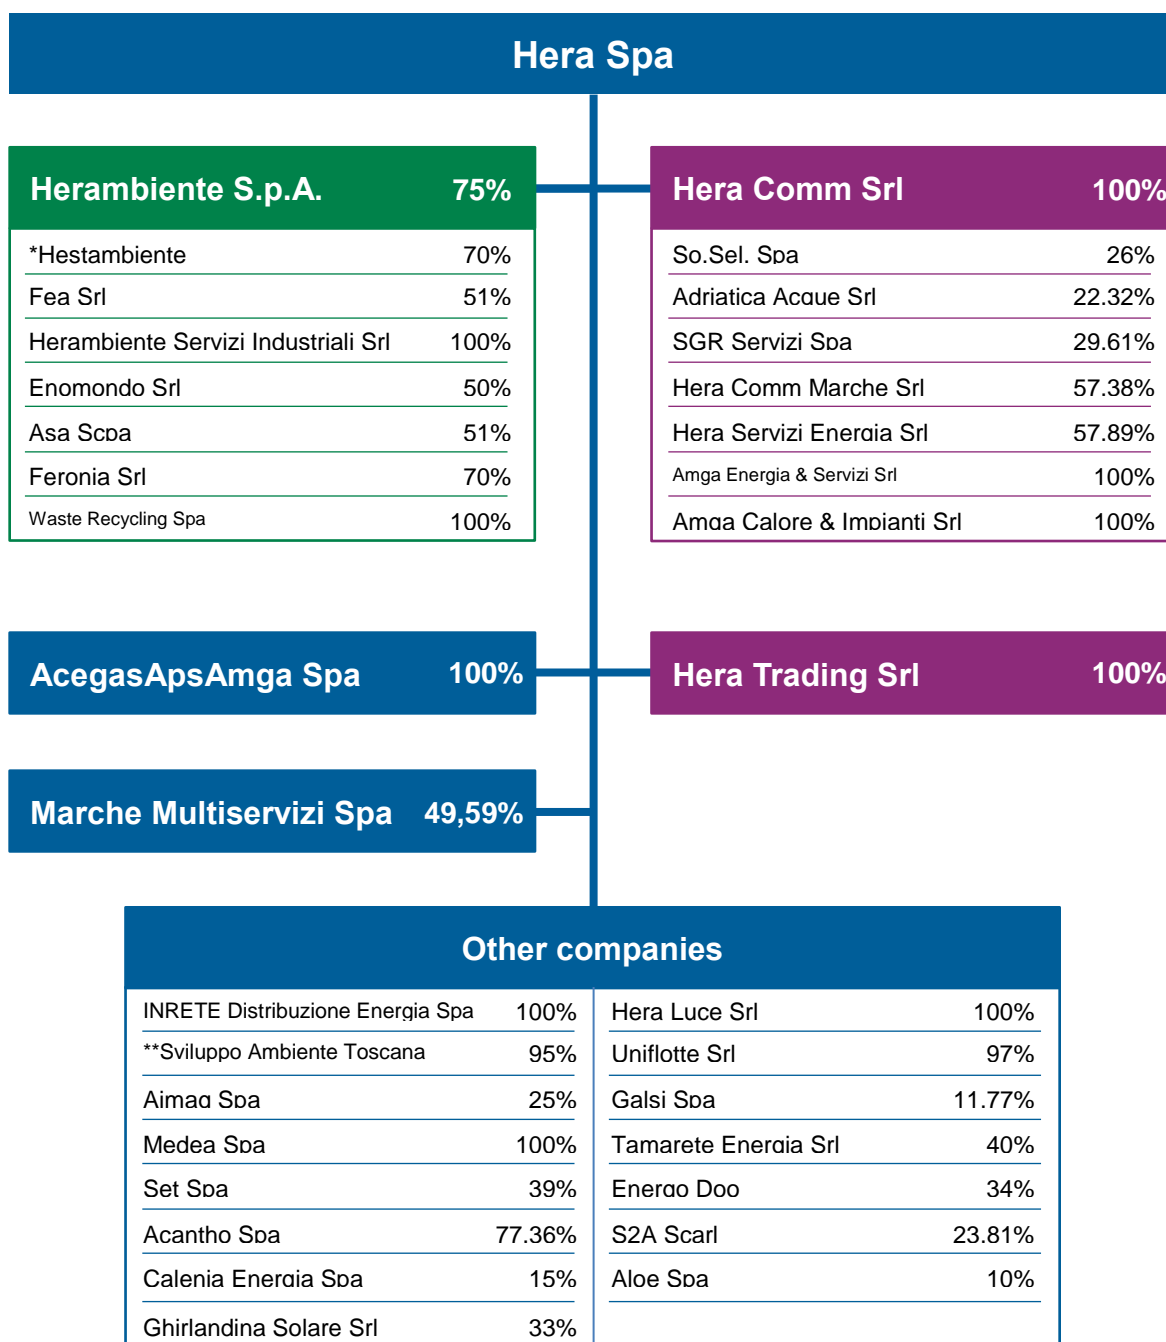 Hera Spa
Herambiente S.p.A. 75%
*Hestambiente 70%
Fea Srl 51%
Herambiente Servizi Industriali Srl 100%
Enomondo Srl 50%
Asa Scpa 51%
Feronia Srl 70%
Waste Recycling Spa 100%
Hera Comm Srl 100%
So.Sel. Spa 26%
Adriatica Acque Srl 22.32%
SGR Servizi Spa 29.61%
Hera Comm Marche Srl 57.38%
Hera Servizi Energia Srl 57.89%
Amga Energia & Servizi Srl 100%
Amga Calore & Impianti Srl 100%
AcegasApsAmga Spa 100%
Hera Trading Srl 100%
Marche Multiservizi Spa 49,59%
Other companies
INRETE Distribuzione Energia Spa 100%
**Sviluppo Ambiente Toscana 95%
Aimag Spa 25%
Medea Spa 100%
Set Spa 39%
Acantho Spa 77.36%
Calenia Energia Spa 15%
Ghirlandina Solare Srl 33%
Hera Luce Srl 100%
Uniflotte Srl 97%
Galsi Spa 11.77%
Tamarete Energia Srl 40%
Energo Doo 34%
S2A Scarl 23.81%
Aloe Spa 10%